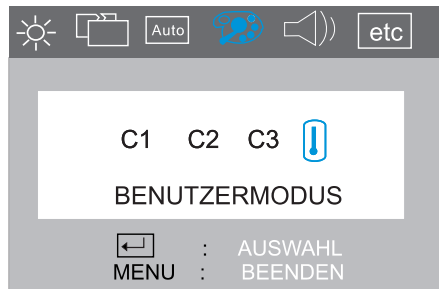 Auto etc
C1 C2 C3
BENUTZERMODUS
: AUSWAHL
MENU : BEENDEN